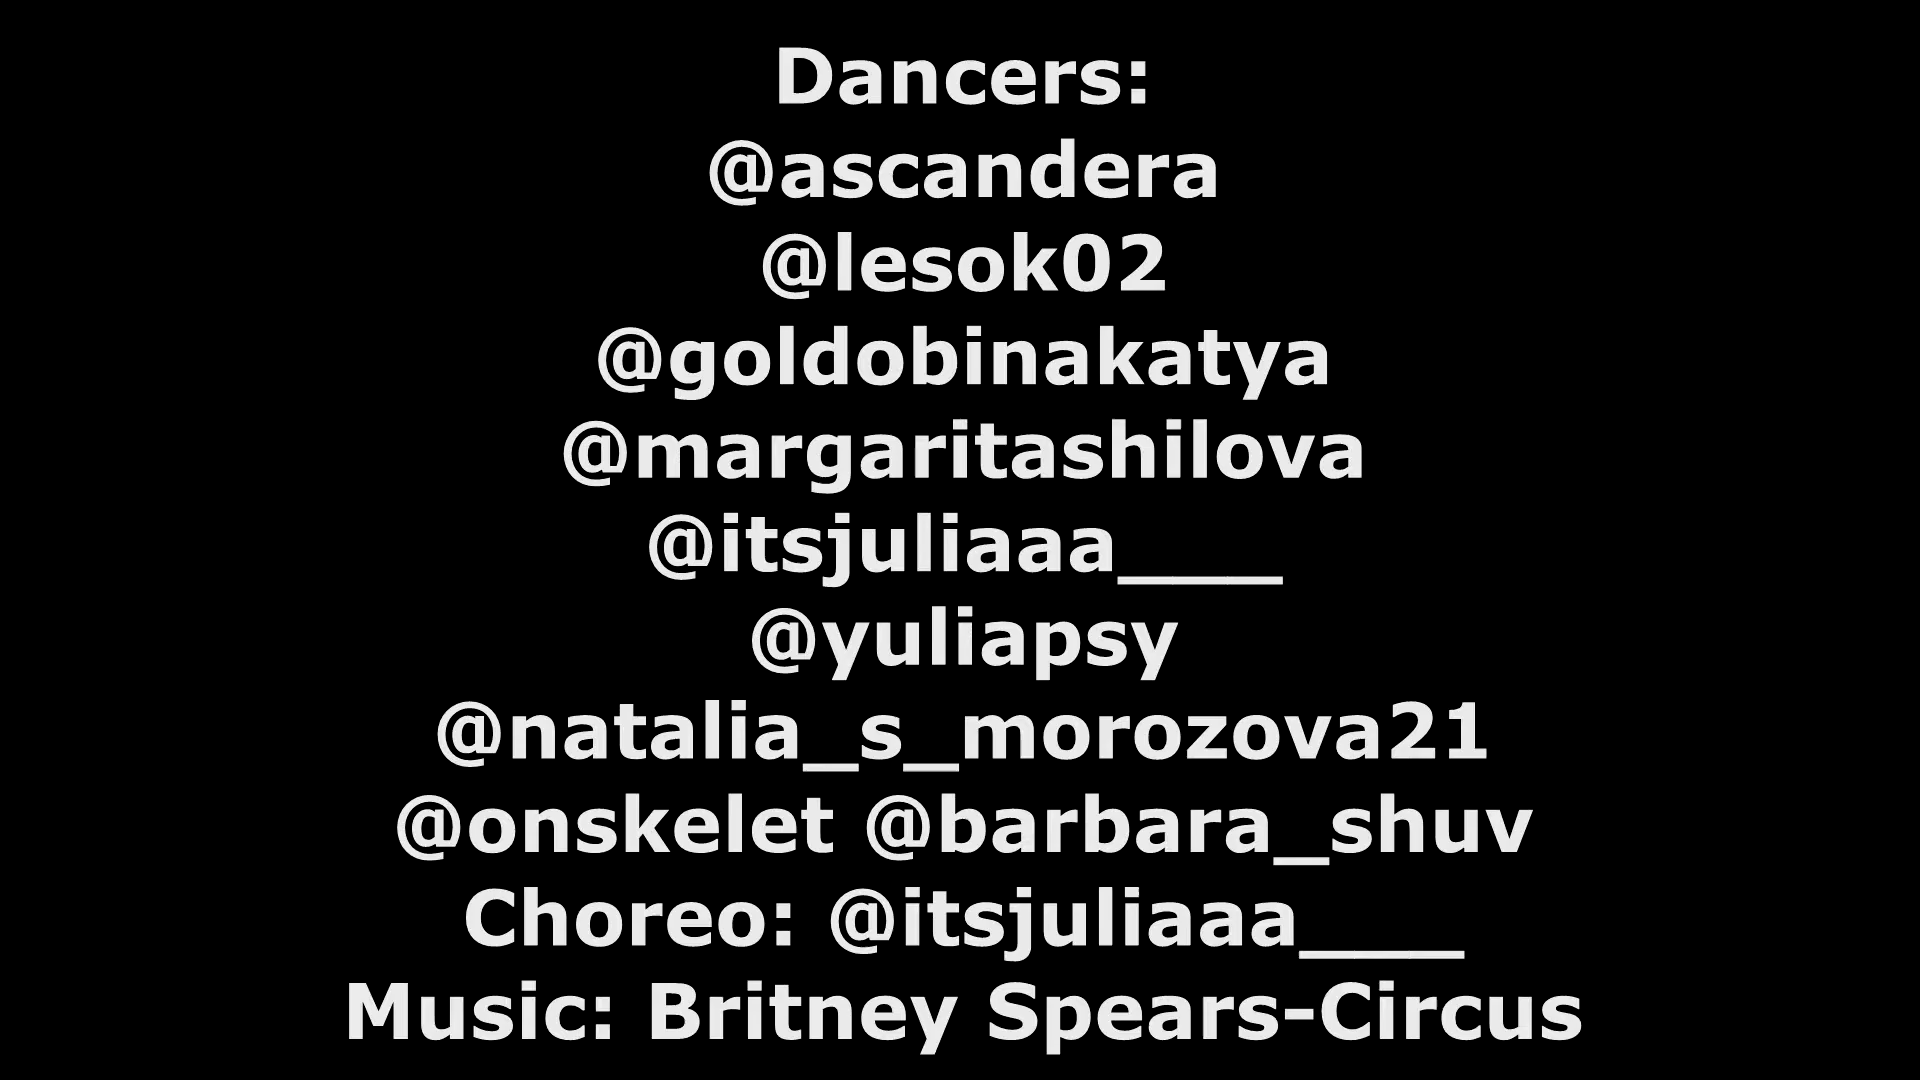 Dancers:
@ascandera
@lesok02
@goldobinakatya
@margaritashilova
@itsjuliaaa___
@yuliapsy
@natalia_s_morozova21
@onskelet @barbara_shuv
Choreo: @itsjuliaaa___
Music: Britney Spears-Circus